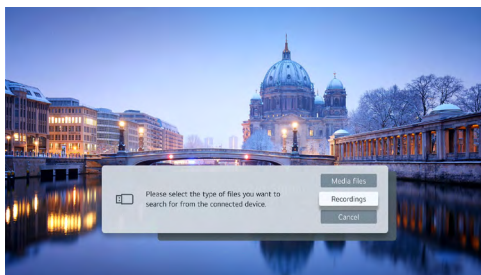 Please select the type of files you want to
search for from the connected device.
Media Files
Recordings
Cancel